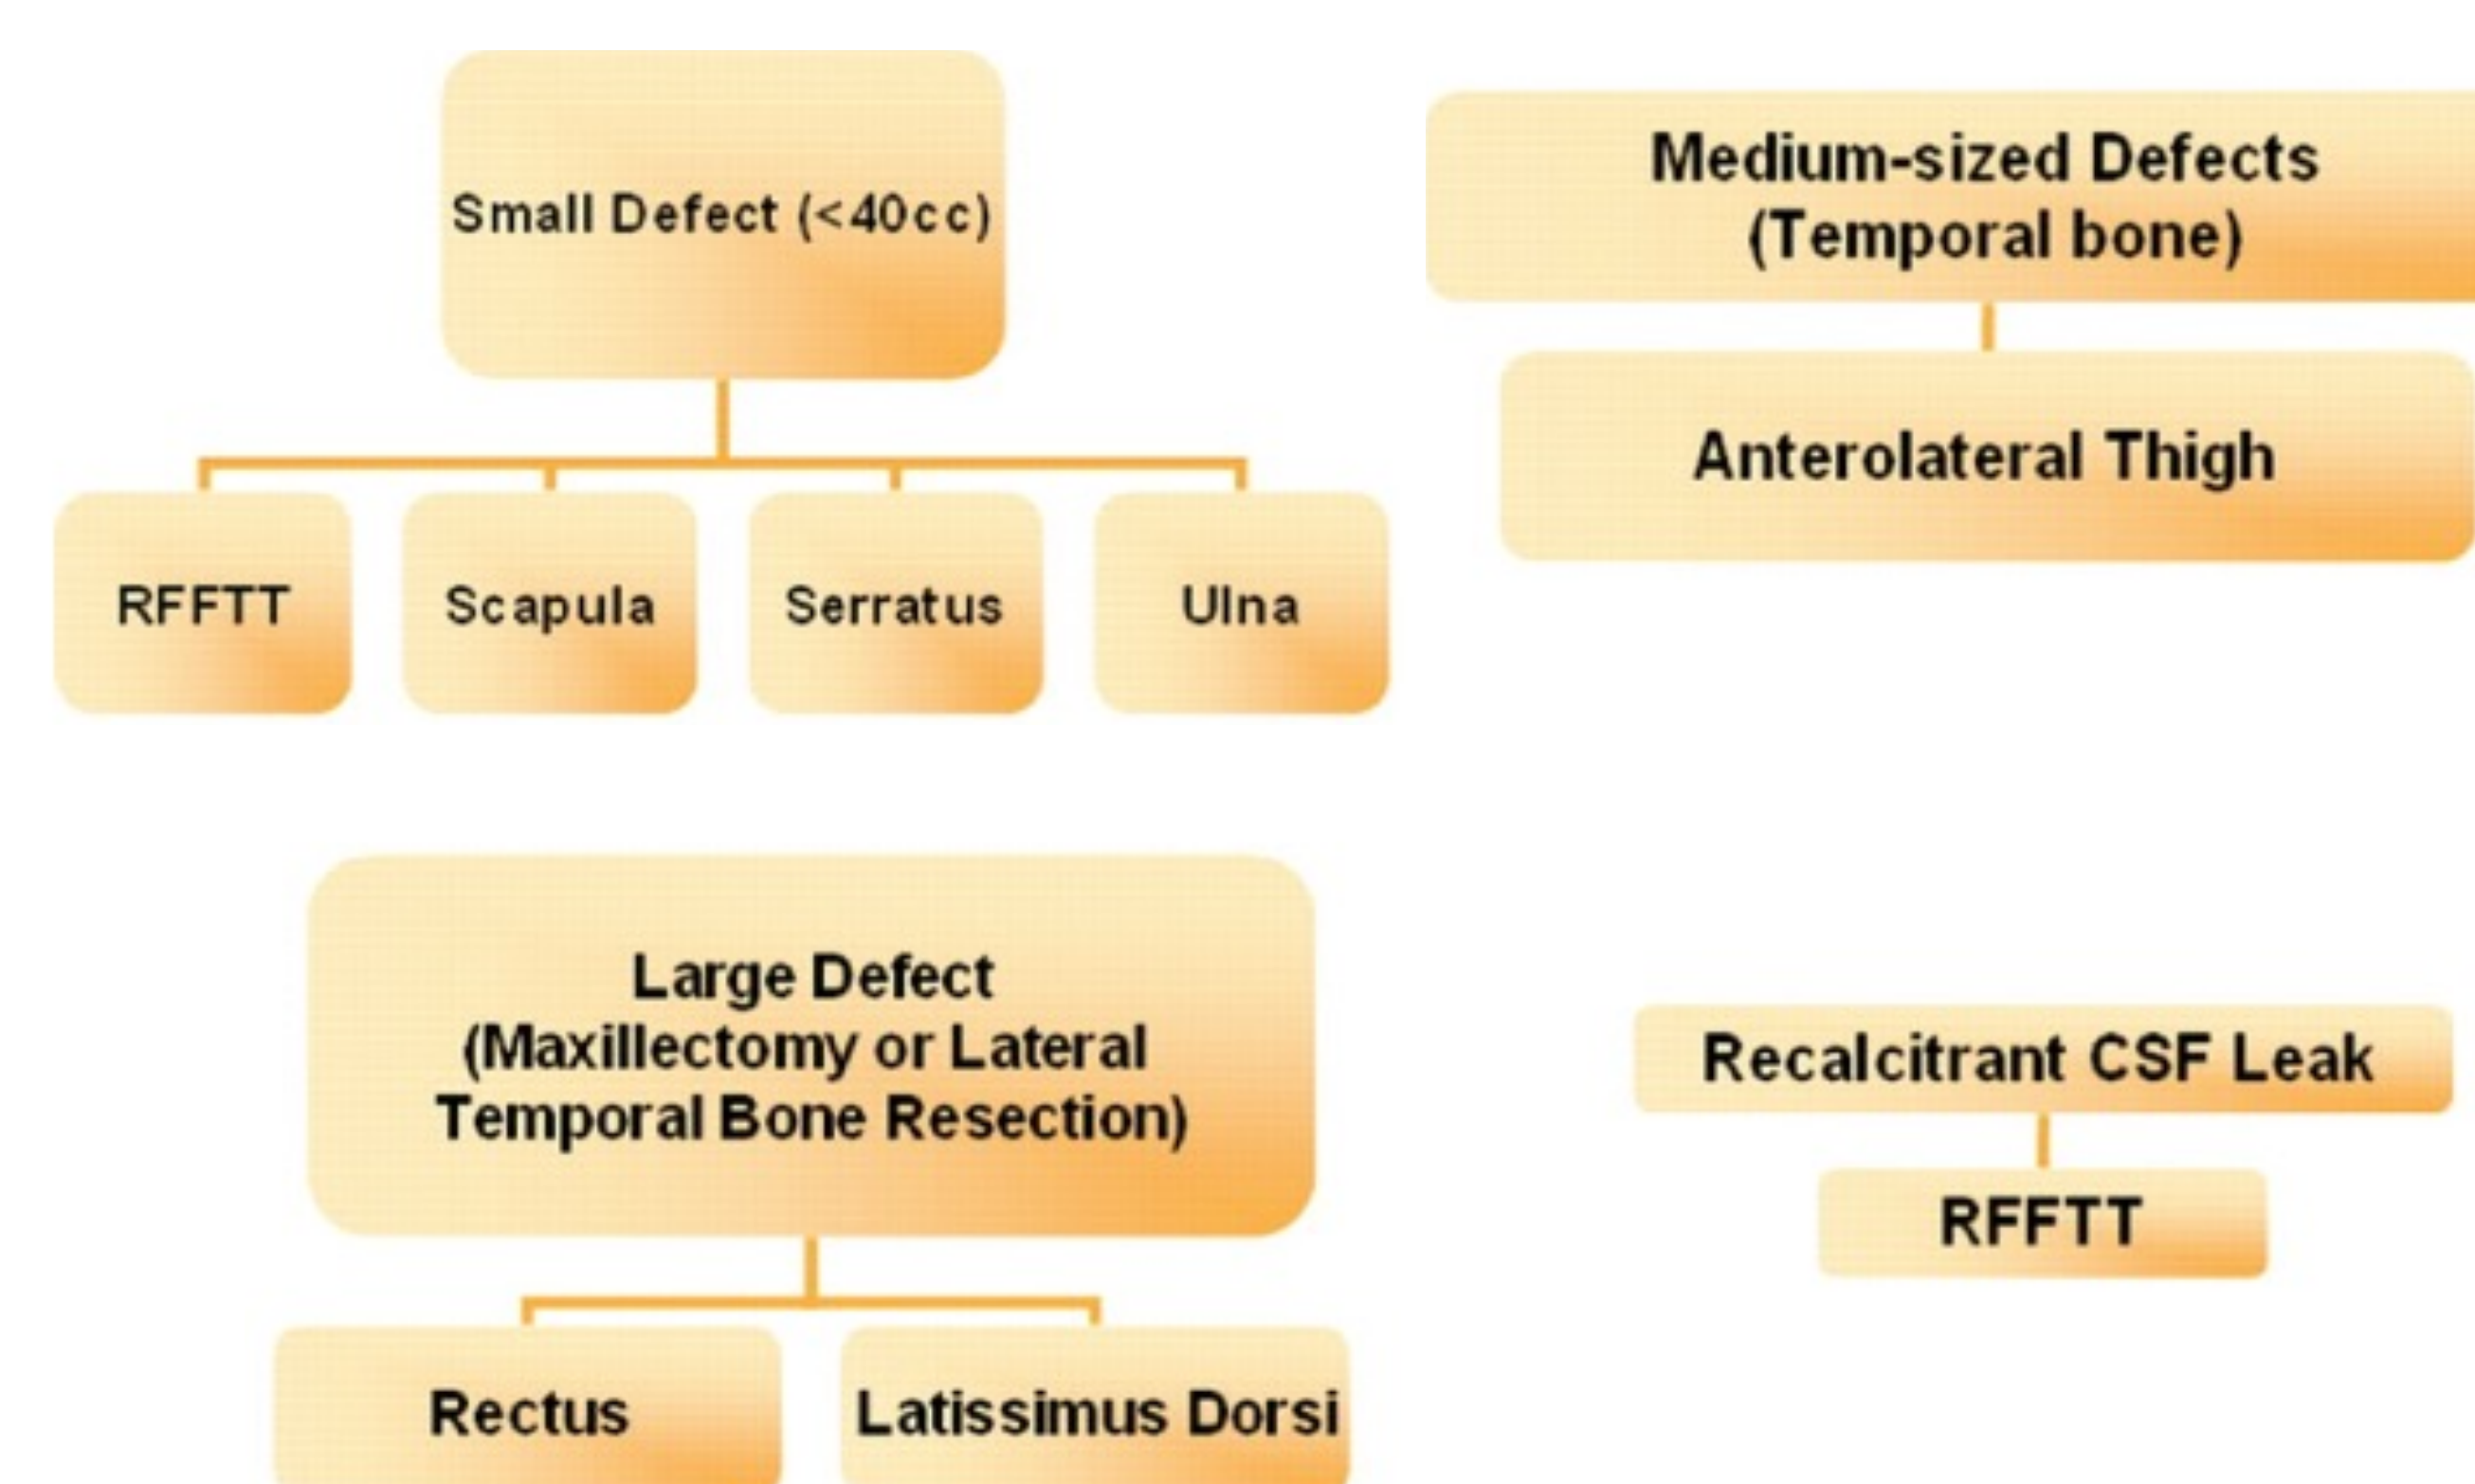 Small Defect (<40cc)
RFFTT
Scapula
Serratus
Ulna
Medium-sized Defects
(Temporal bone)
Anterolateral Thigh
Large Defect
(Maxillectomy or Lateral
Temporal Bone Resection)
Rectus
Latissimus Dorsi
Recalcitrant CSF Leak
RFFTT